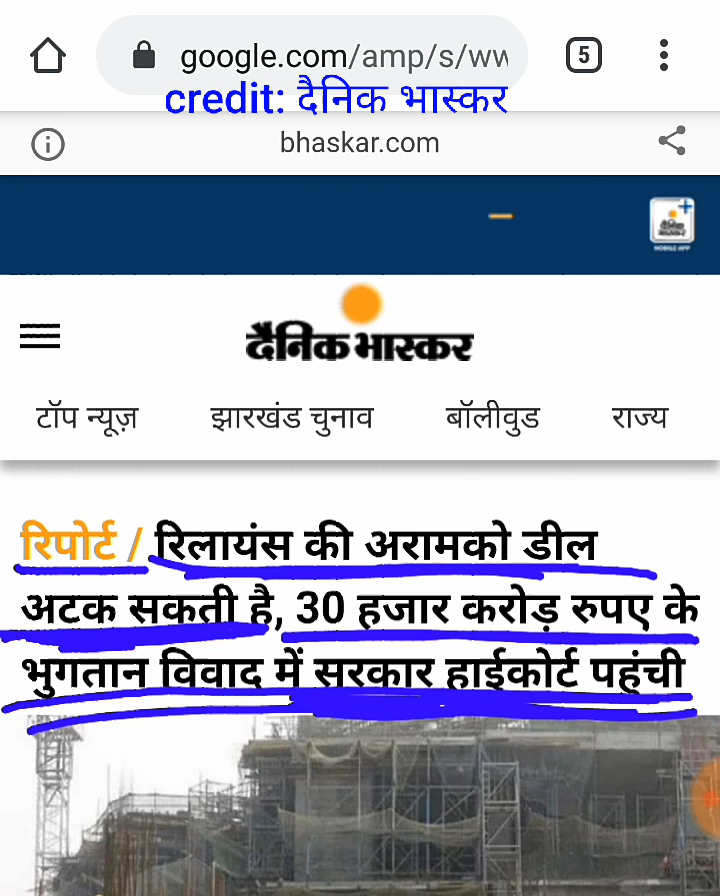 google.com/amp/s/ww
5
credit: दैनिक भास्कर
bhaskar.com
दैनिक भास्कर
टॉप न्यूज़ झारखंड चुनाव बॉलीवुड राज्य
रिपोर्ट / रिलायंस की अरामको डील
अटक सकती है, 30 हजार करोड़ रुपए के
भुगतान विवाद में सरकार हाईकोर्ट पहुंची